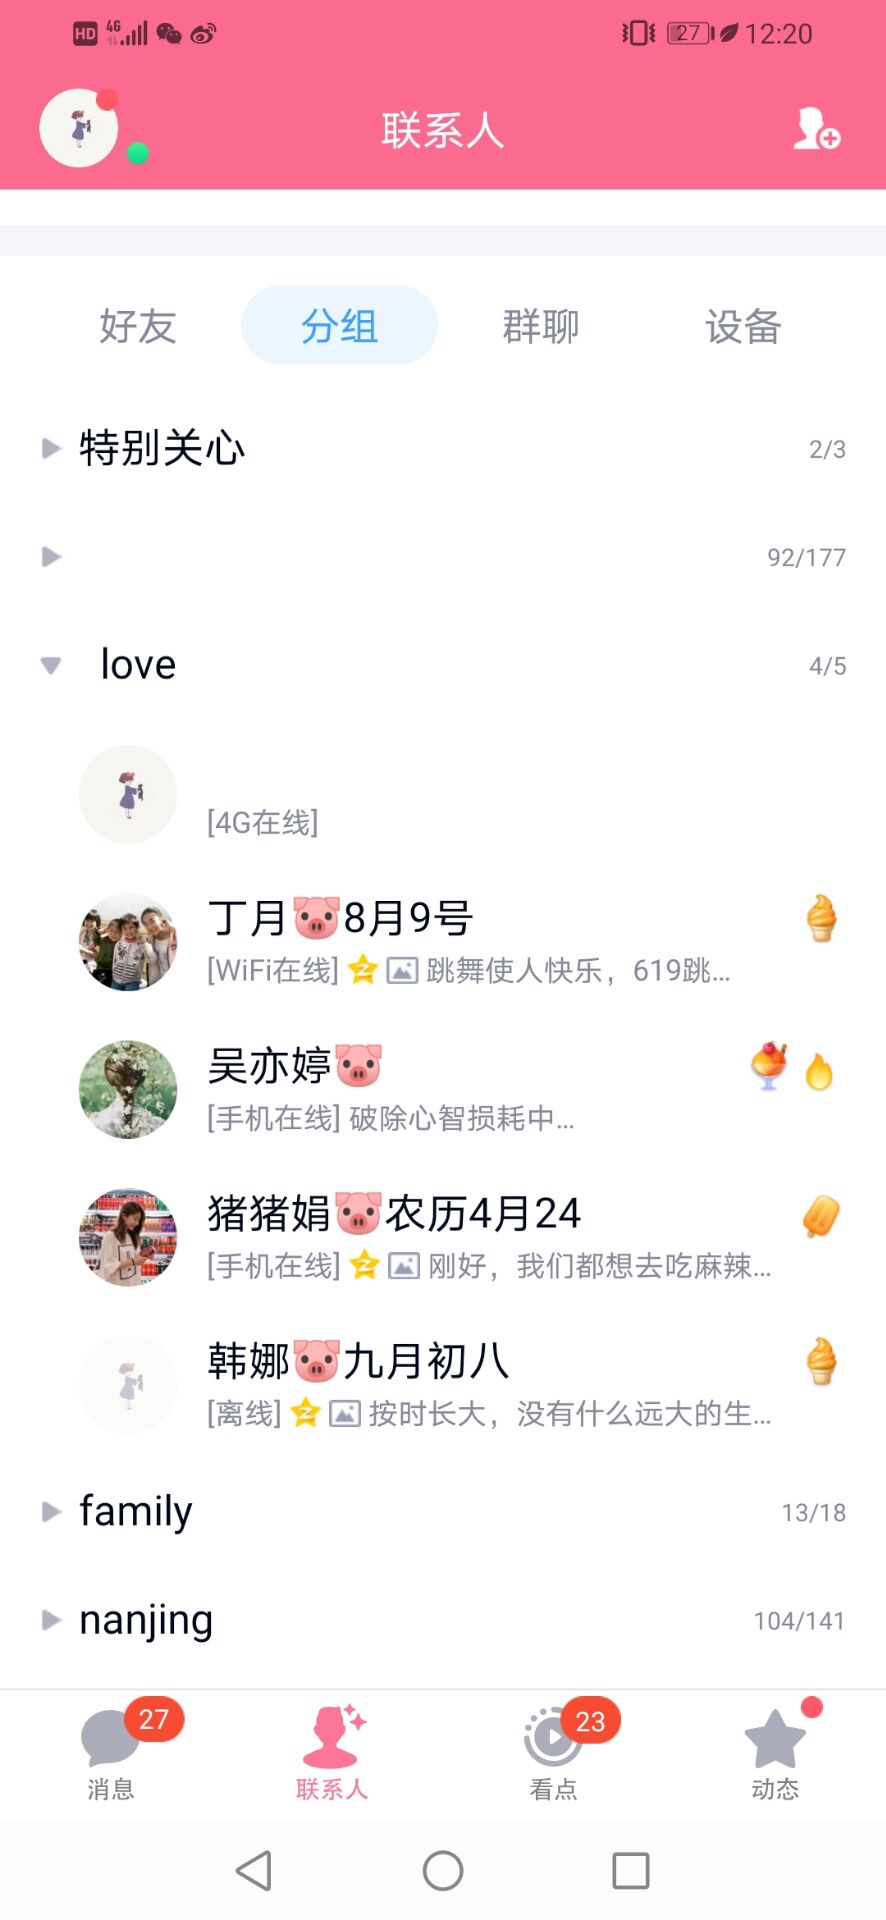 HD 4G 27 12:20
联系人
好友 分组 群聊 设备
特别关心 2/3
92/177
love 4/5
[4G在线]
丁月🐷8月9号
[WiFi在线] 跳舞使人快乐，619跳...
吴亦婷🐷
[手机在线] 破除心智损耗中...
猪猪娟🐷农历4月24
[手机在线] 刚好，我们都想去吃麻辣...
韩娜🐷九月初八
[离线] 按时长大，没有什么远大的生...
family 13/18
nanjing 104/141
27 23
消息 联系人 看点 动态